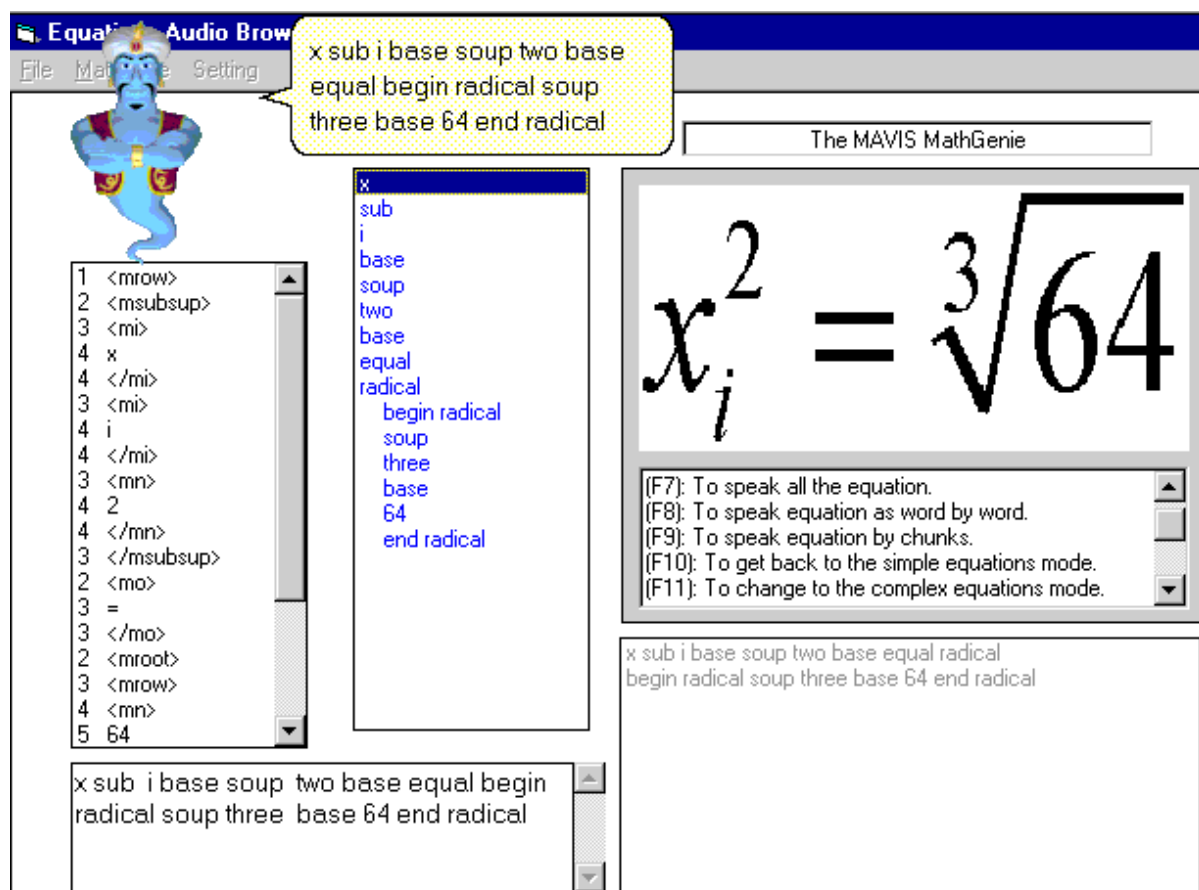 Equati Audio Brow
File Mat e Setting
x sub i base soup two base
equal begin radical soup
three base 64 end radical
The MAVIS MathGenie
1 <mrow>
2 <msubsup>
3 <mi>
4 x
4 </mi>
3 <mi>
4 i
4 </mi>
3 <mn>
4 2
4 </mn>
3 </msubsup>
2 <mo>
3 =
3 </mo>
2 <mroot>
3 <mrow>
4 <mn>
5 64
x
sub
i
base
soup
two
base
equal
radical
begin radical
soup
three
base
64
end radical
xᵢ² = ∛64
(F7): To speak all the equation.
(F8): To speak equation as word by word.
(F9): To speak equation by chunks.
(F10): To get back to the simple equations mode.
(F11): To change to the complex equations mode.
x sub i base soup two base equal radical
begin radical soup three base 64 end radical
x sub i base soup two base equal begin
radical soup three base 64 end radical